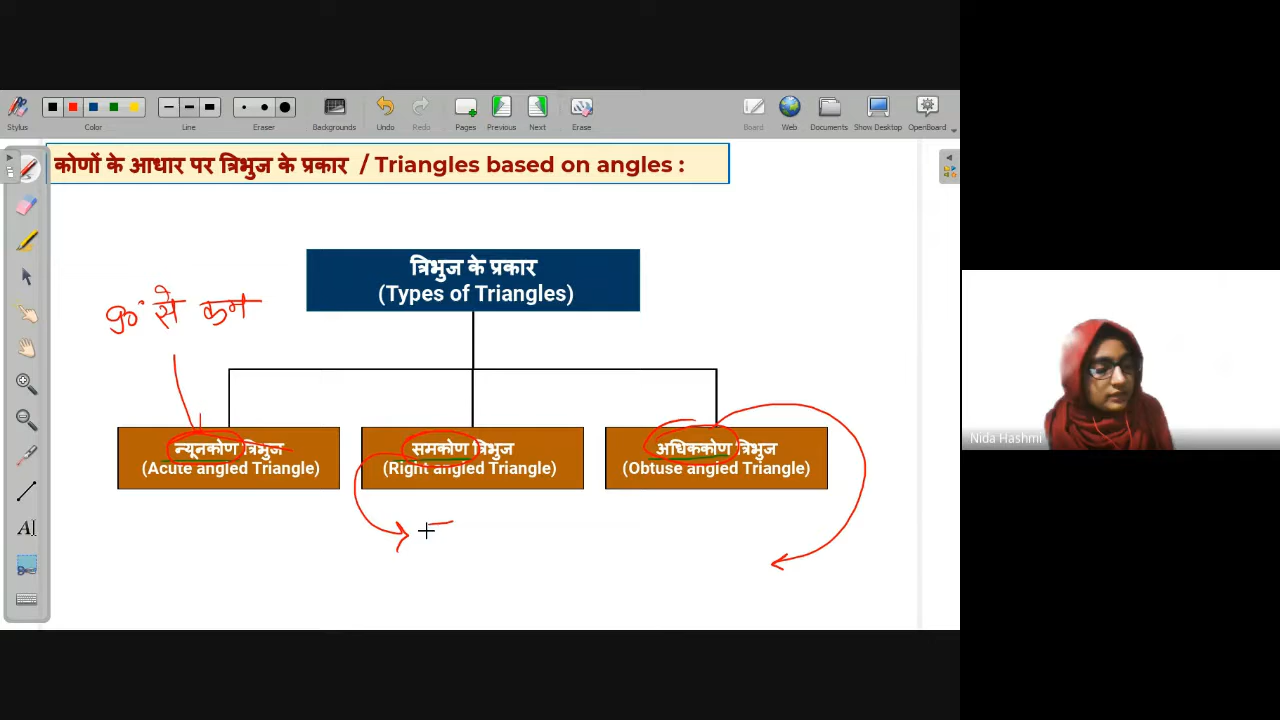 Stylus
Color
Line
Eraser
Backgrounds
Undo
Redo
Pages
Previous
Next
Erase
Board
Web
Documents
Show Desktop
OpenBoard
कोणों के आधार पर त्रिभुज के प्रकार / Triangles based on angles :
त्रिभुज के प्रकार
(Types of Triangles)
90° से कम
न्यूनकोण त्रिभुज
(Acute angled Triangle)
समकोण त्रिभुज
(Right angled Triangle)
अधिककोण त्रिभुज
(Obtuse angled Triangle)
Nida Hashmi